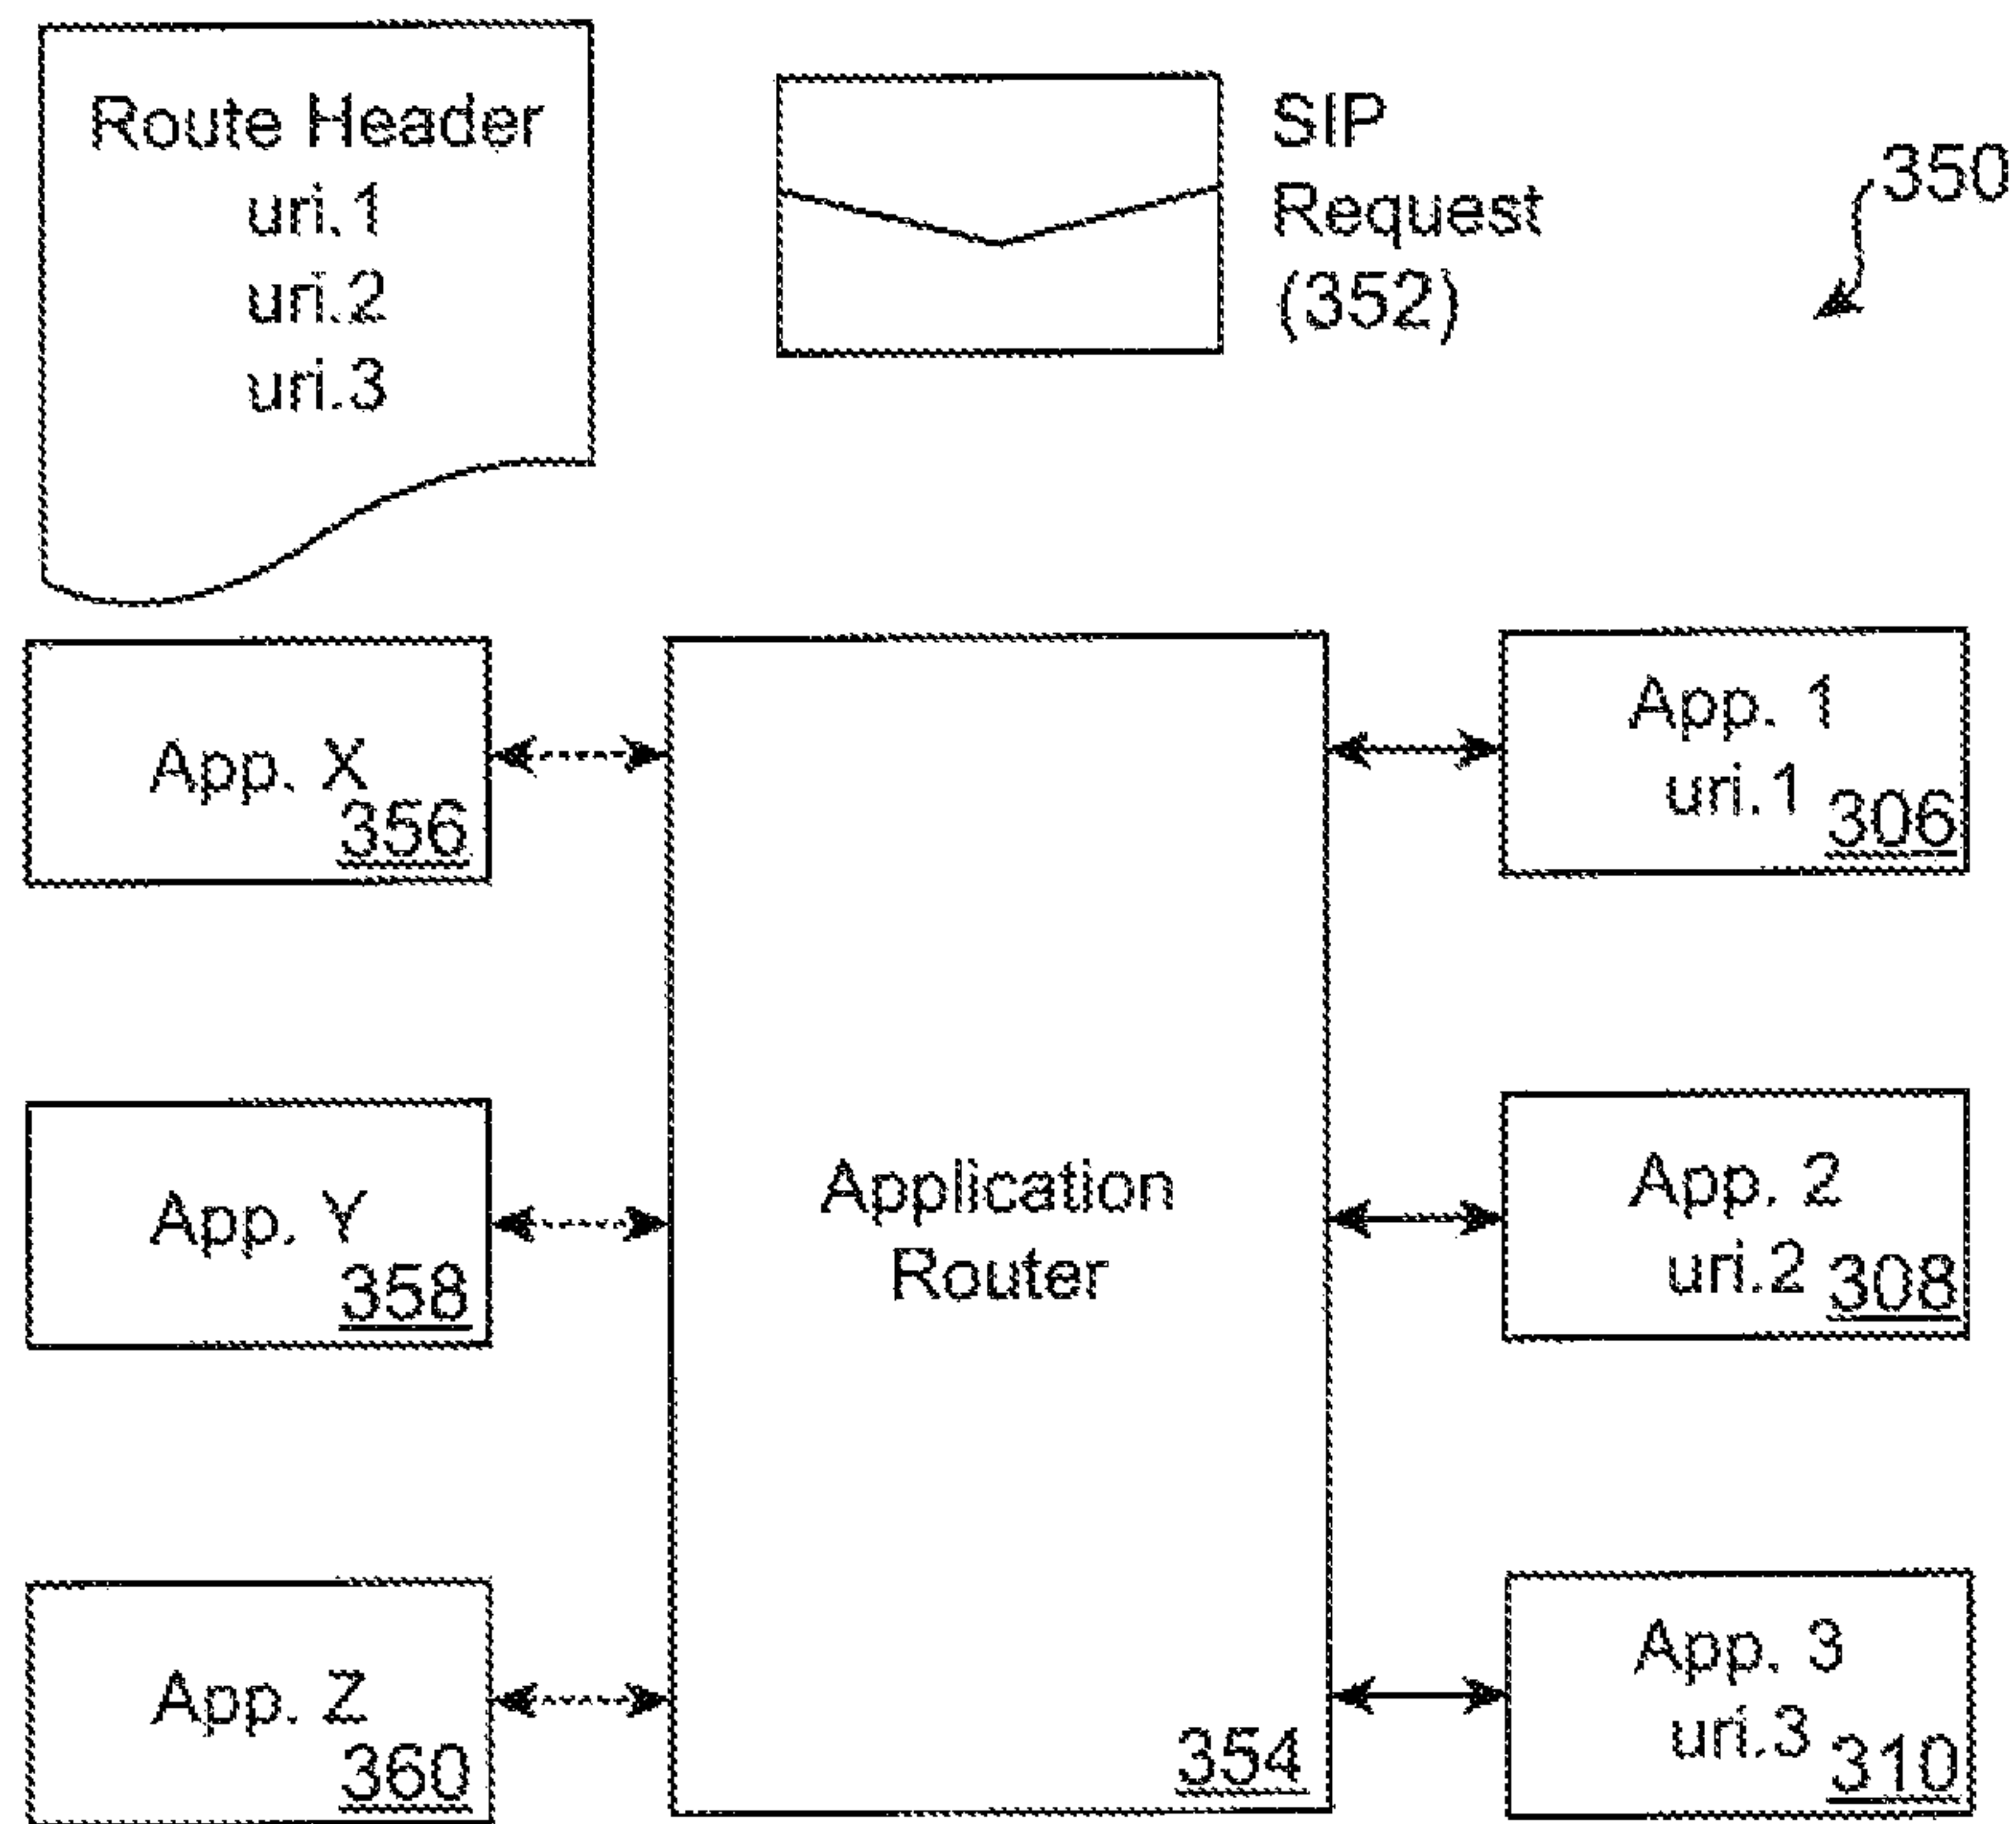 Route Header
uri.1
uri.2
uri.3
SIP
Request
(352)
350
App. X
356
App. Y
358
App. Z
360
Application
Router
354
App. 1
uri.1 306
App. 2
uri.2 308
App. 3
uri.3 310